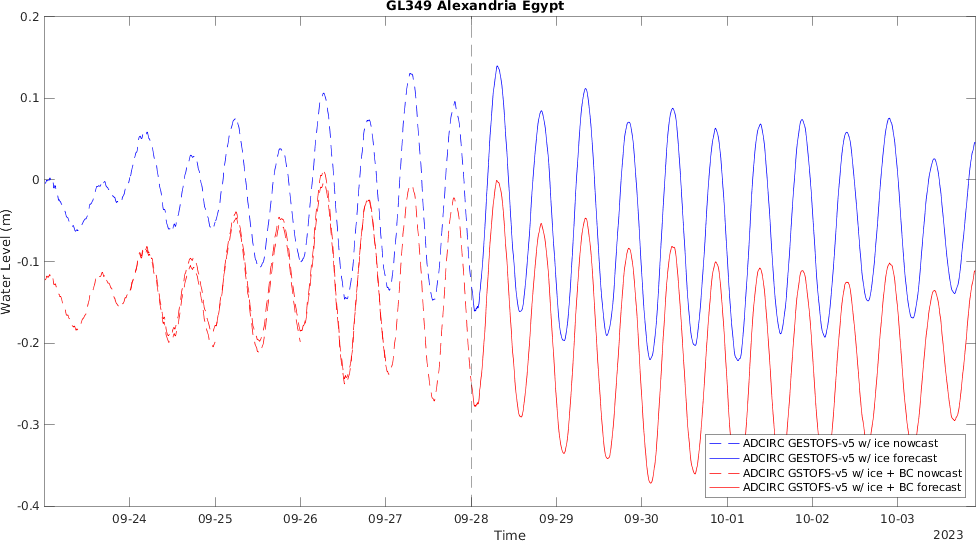 GL349 Alexandria Egypt
0.2
0.1
0
-0.1
-0.2
-0.3
-0.4
Water Level (m)
09-24
09-25
09-26
09-27
09-28
09-29
09-30
10-01
10-02
10-03
Time
2023
ADCIRC GESTOFS-v5 w/ ice nowcast
ADCIRC GESTOFS-v5 w/ ice forecast
ADCIRC GSTOFS-v5 w/ ice + BC nowcast
ADCIRC GSTOFS-v5 w/ ice + BC forecast